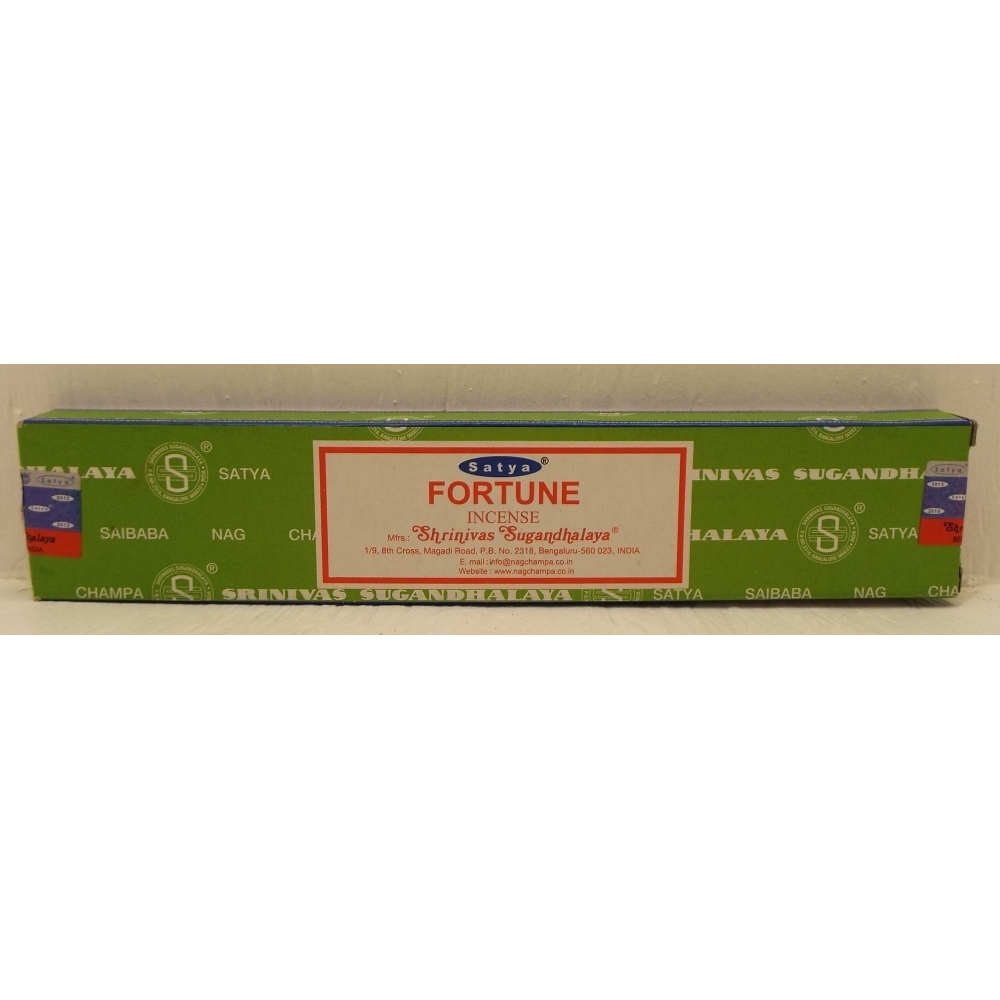 HALAYA
®
SATYA
SAIBABA NAG CHA
CHAMPA
SRINIVAS SUGANDHALAYA
SATYA SAIBABA NAG CHA
Satya®
FORTUNE
INCENSE
Mfrs.: Shrinivas Sugandhalaya®
1/9, 8th Cross, Magadi Road, P.B. No. 2318, Bengaluru-560 023, INDIA
E. mail : info@nagchampa.co.in
Website : www.nagchampa.co.in
NIVAS SUGANDHA
HALAYA
®
SATYA
Satya
2013